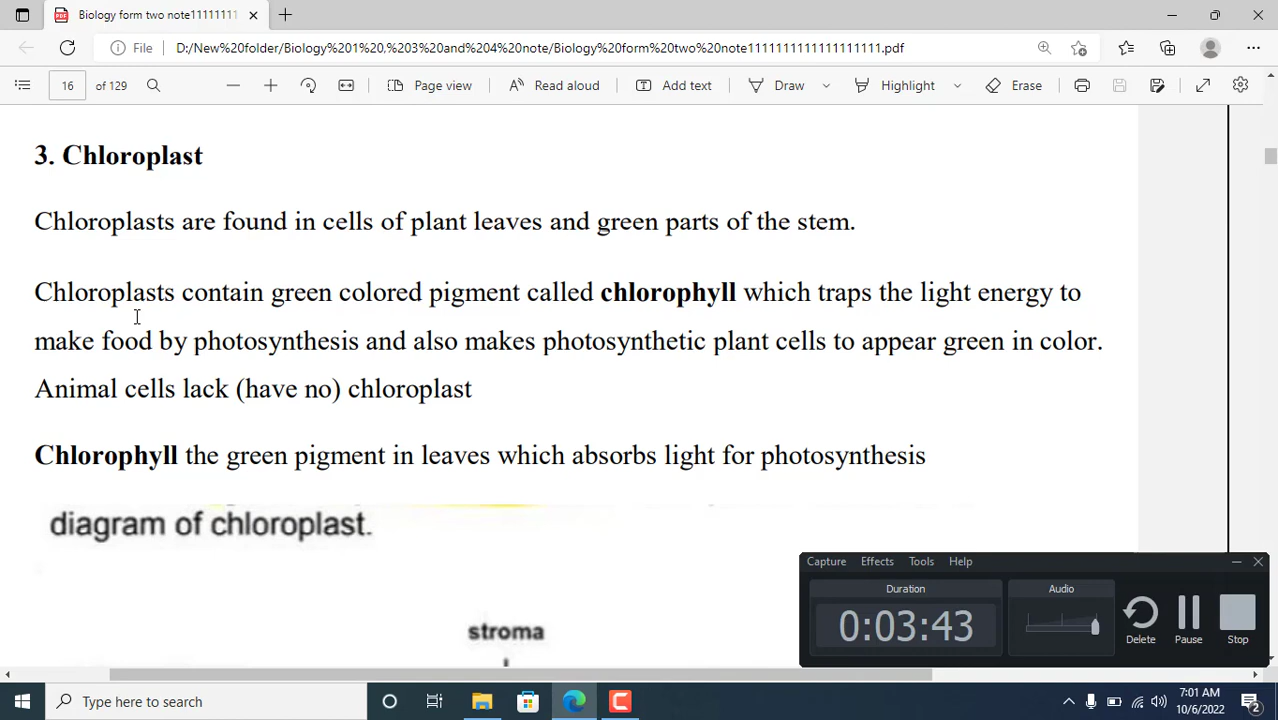 Biology form two note11111111
File
D:/New%20folder/Biology%201%20,%203%20and%204%20note/Biology%20form%20two%20note1111111111111111111.pdf
16 of 129
Page view
Read aloud
Add text
Draw
Highlight
Erase
3. Chloroplast
Chloroplasts are found in cells of plant leaves and green parts of the stem.
Chloroplasts contain green colored pigment called chlorophyll which traps the light energy to
make food by photosynthesis and also makes photosynthetic plant cells to appear green in color.
Animal cells lack (have no) chloroplast
Chlorophyll the green pigment in leaves which absorbs light for photosynthesis
diagram of chloroplast.
stroma
Capture Effects Tools Help
Duration
Audio
0:03:43
Delete
Pause
Stop
Type here to search
7:01 AM
10/6/2022
2